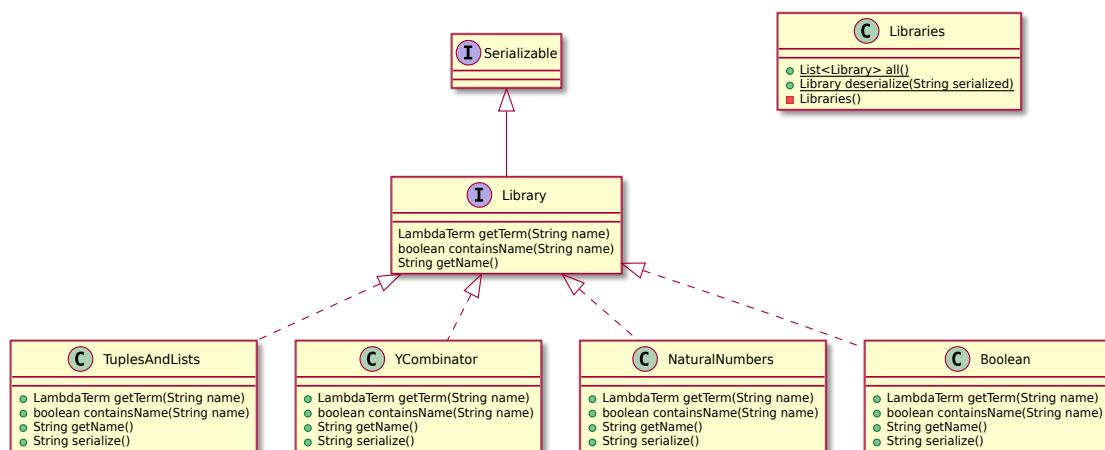 I Serializable
C Libraries
List<Library> all()
Library deserialize(String serialized)
Libraries()
I Library
LambdaTerm getTerm(String name)
boolean containsName(String name)
String getName()
C TuplesAndLists
LambdaTerm getTerm(String name)
boolean containsName(String name)
String getName()
String serialize()
C YCombinator
LambdaTerm getTerm(String name)
boolean containsName(String name)
String getName()
String serialize()
C NaturalNumbers
LambdaTerm getTerm(String name)
boolean containsName(String name)
String getName()
String serialize()
C Boolean
LambdaTerm getTerm(String name)
boolean containsName(String name)
String getName()
String serialize()